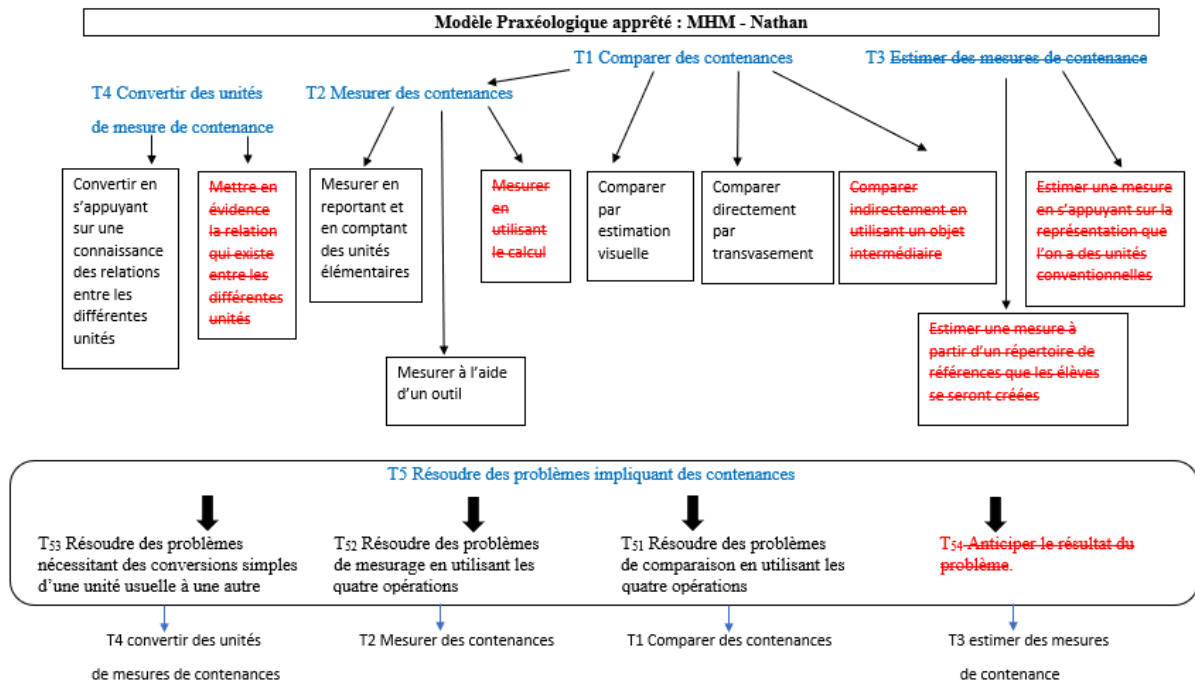 Modèle Praxéologique apprêté : MHM - Nathan
T1 Comparer des contenances
T3 Estimer des mesures de contenance
T4 Convertir des unités
de mesure de contenance
T2 Mesurer des contenances
Convertir en
s’appuyant
sur une
connaissance
des relations
entre les
différentes
unités
Mettre en
évidence
la relation
qui existe
entre les
différentes
unités
Mesurer en
reportant et
en comptant
des unités
élémentaires
Mesurer
en
utilisant
le calcul
Comparer
par
estimation
visuelle
Comparer
directement
par
transvasement
Comparer
indirectement en
utilisant un objet
intermédiaire
Estimer une mesure
en s’appuyant sur la
représentation que
l’on a des unités
conventionnelles
Mesurer à l’aide
d’un outil
Estimer une mesure à
partir d’un répertoire de
références que les élèves
se seront créées
T5 Résoudre des problèmes impliquant des contenances
T53 Résoudre des problèmes
nécessitant des conversions simples
d’une unité usuelle à une autre
T52 Résoudre des problèmes
de mesurage en utilisant les
quatre opérations
T51 Résoudre des problèmes
de comparaison en utilisant les
quatre opérations
T54 Anticiper le résultat du
problème.
T4 convertir des unités
de mesures de contenances
T2 Mesurer des contenances
T1 Comparer des contenances
T3 estimer des mesures
de contenance